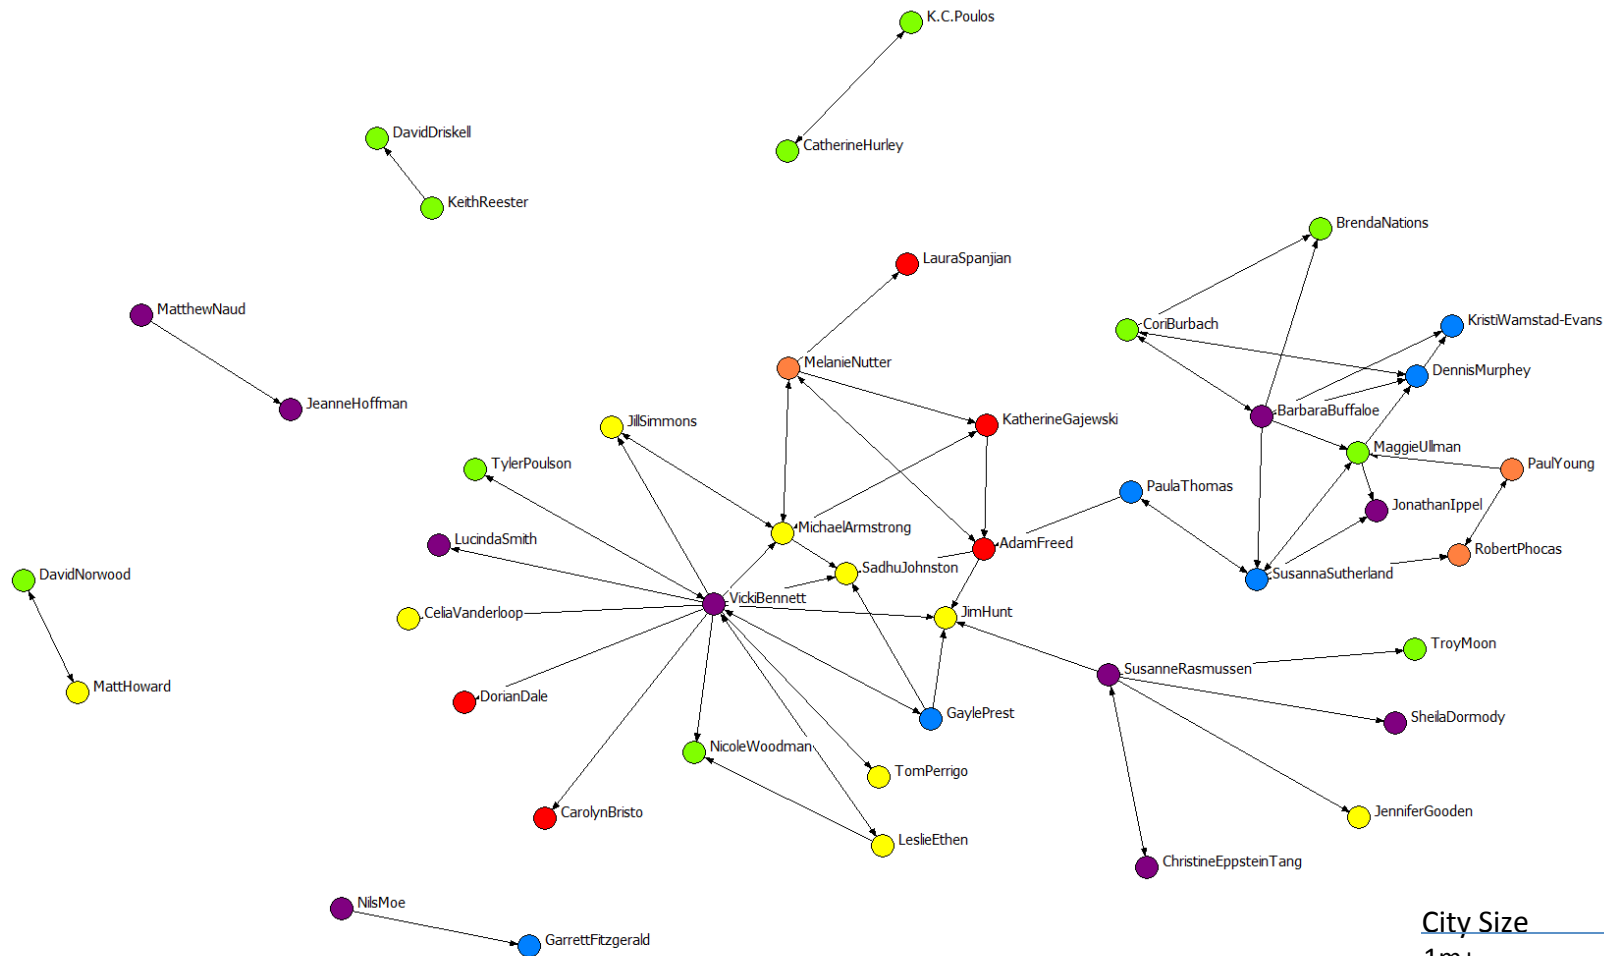 K.C.Poulos
DavidDriskell
CatherineHurley
KeithReester
BrendaNations
LauraSpanjian
MatthewNaud
CoriBurbach
KristiWamstad-Evans
MelanieNutter
DennisMurphey
JeanneHoffman
BarbaraBuffaloe
JillSimmons
KatherineGajewski
MaggieUllman
TylerPoulson
PaulYoung
PaulaThomas
JonathanIppel
MichaelArmstrong
LucindaSmith
AdamFreed
RobertPhocas
SadhuJohnston
SusannaSutherland
DavidNorwood
VickiBennett
CeliaVanderloop
JimHunt
TroyMoon
SusanneRasmussen
MattHoward
DorianDale
GaylePrest
SheilaDormody
NicoleWoodman
TomPerrigo
CarolynBristo
JenniferGooden
LeslieEthen
ChristineEppsteinTang
NilsMoe
City Size
GarrettFitzgerald
1m+